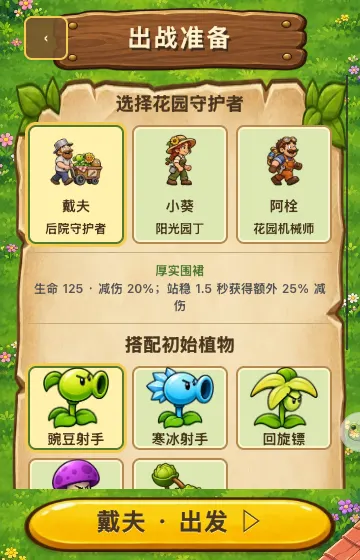 出战准备
选择花园守护者
戴夫
后院守护者
小葵
阳光园丁
阿栓
花园机械师
厚实围裙
生命 125 · 减伤 20%；站稳 1.5 秒获得额外 25% 减
伤
搭配初始植物
豌豆射手
寒冰射手
回旋镖
戴夫 · 出发 ▷